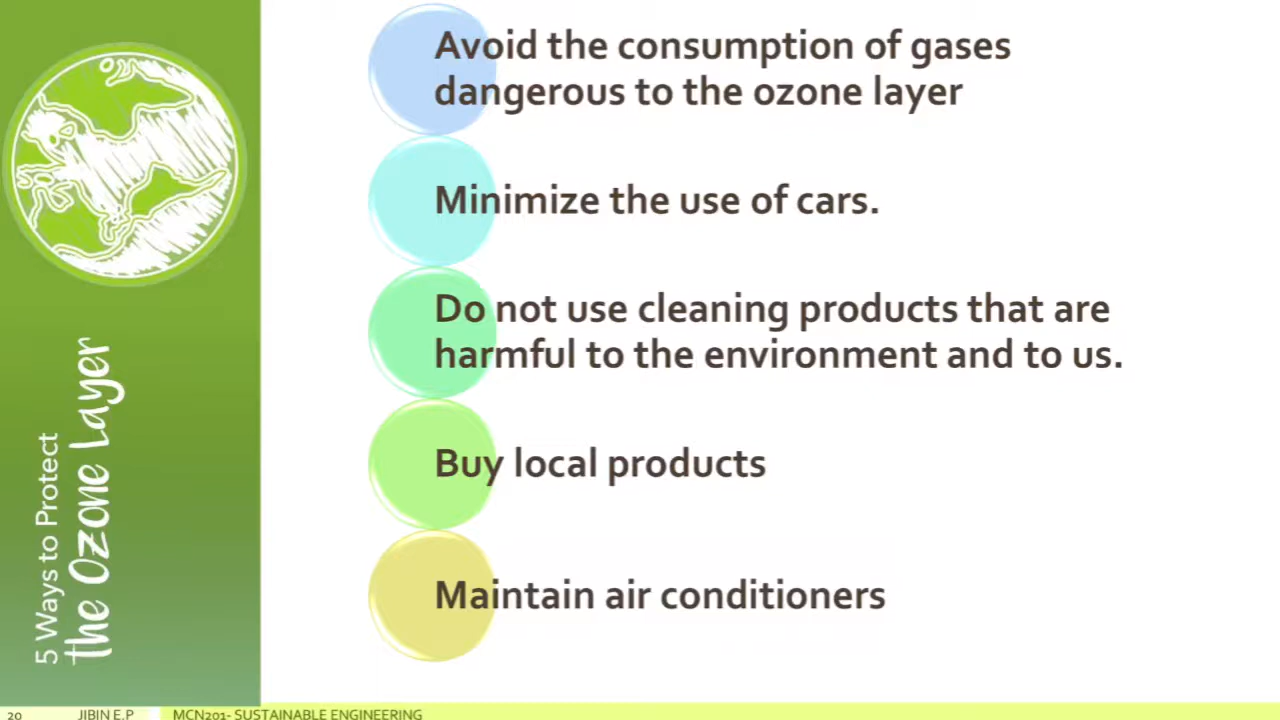 5 Ways to Protect
the Ozone Layer
Avoid the consumption of gases
dangerous to the ozone layer
Minimize the use of cars.
Do not use cleaning products that are
harmful to the environment and to us.
Buy local products
Maintain air conditioners
20 JIBIN E.P MCN201- SUSTAINABLE ENGINEERING